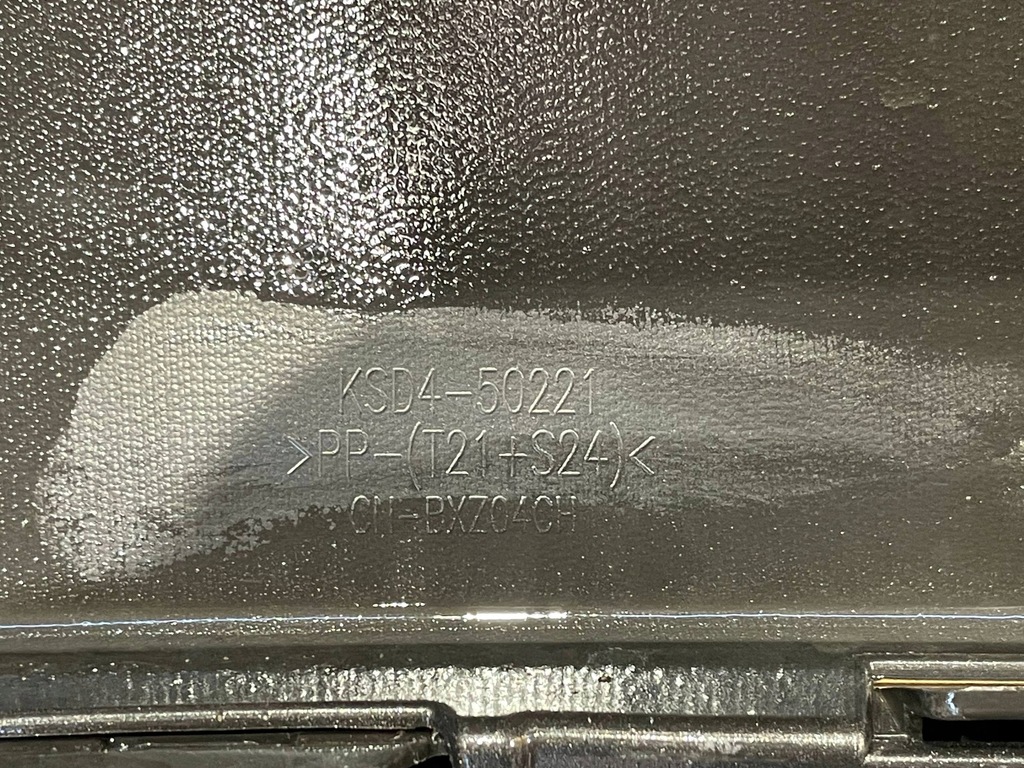 KSD4-50221
>PP-(T21+S24)<
CN-BXZ04CH